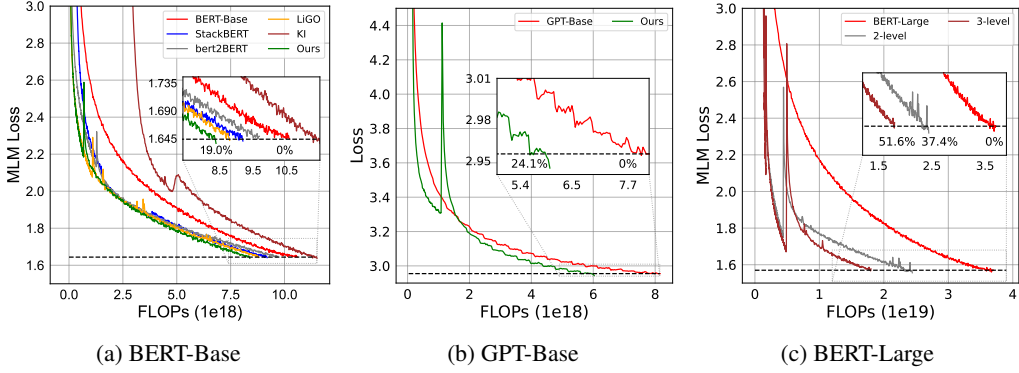 3.0
2.8
2.6
2.4
2.2
2.0
1.8
1.6
MLM Loss
BERT-Base
StackBERT
bert2BERT
LiGO
KI
Ours
1.735
1.690
1.645
19.0%
0%
8.5 9.5 10.5
0.0 2.5 5.0 7.5 10.0
FLOPs (1e18)
(a) BERT-Base
4.4
4.2
4.0
3.8
3.6
3.4
3.2
3.0
Loss
GPT-Base
Ours
3.01
2.98
2.95
24.1%
0%
5.4 6.5 7.7
0 2 4 6 8
FLOPs (1e18)
(b) GPT-Base
3.0
2.8
2.6
2.4
2.2
2.0
1.8
1.6
MLM Loss
BERT-Large
2-level
3-level
51.6% 37.4% 0%
1.5 2.5 3.5
0 1 2 3 4
FLOPs (1e19)
(c) BERT-Large